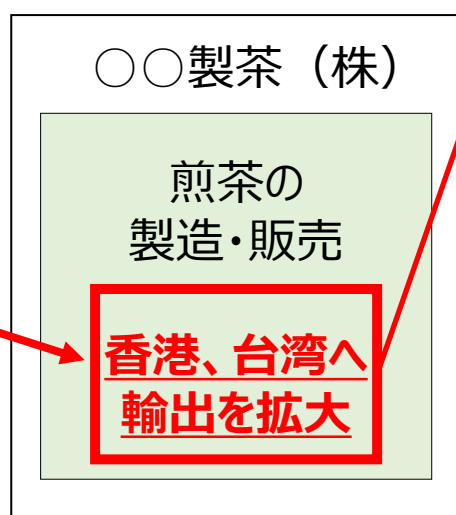 ○○製茶（株）
煎茶の
製造・販売
香港、台湾へ
輸出を拡大